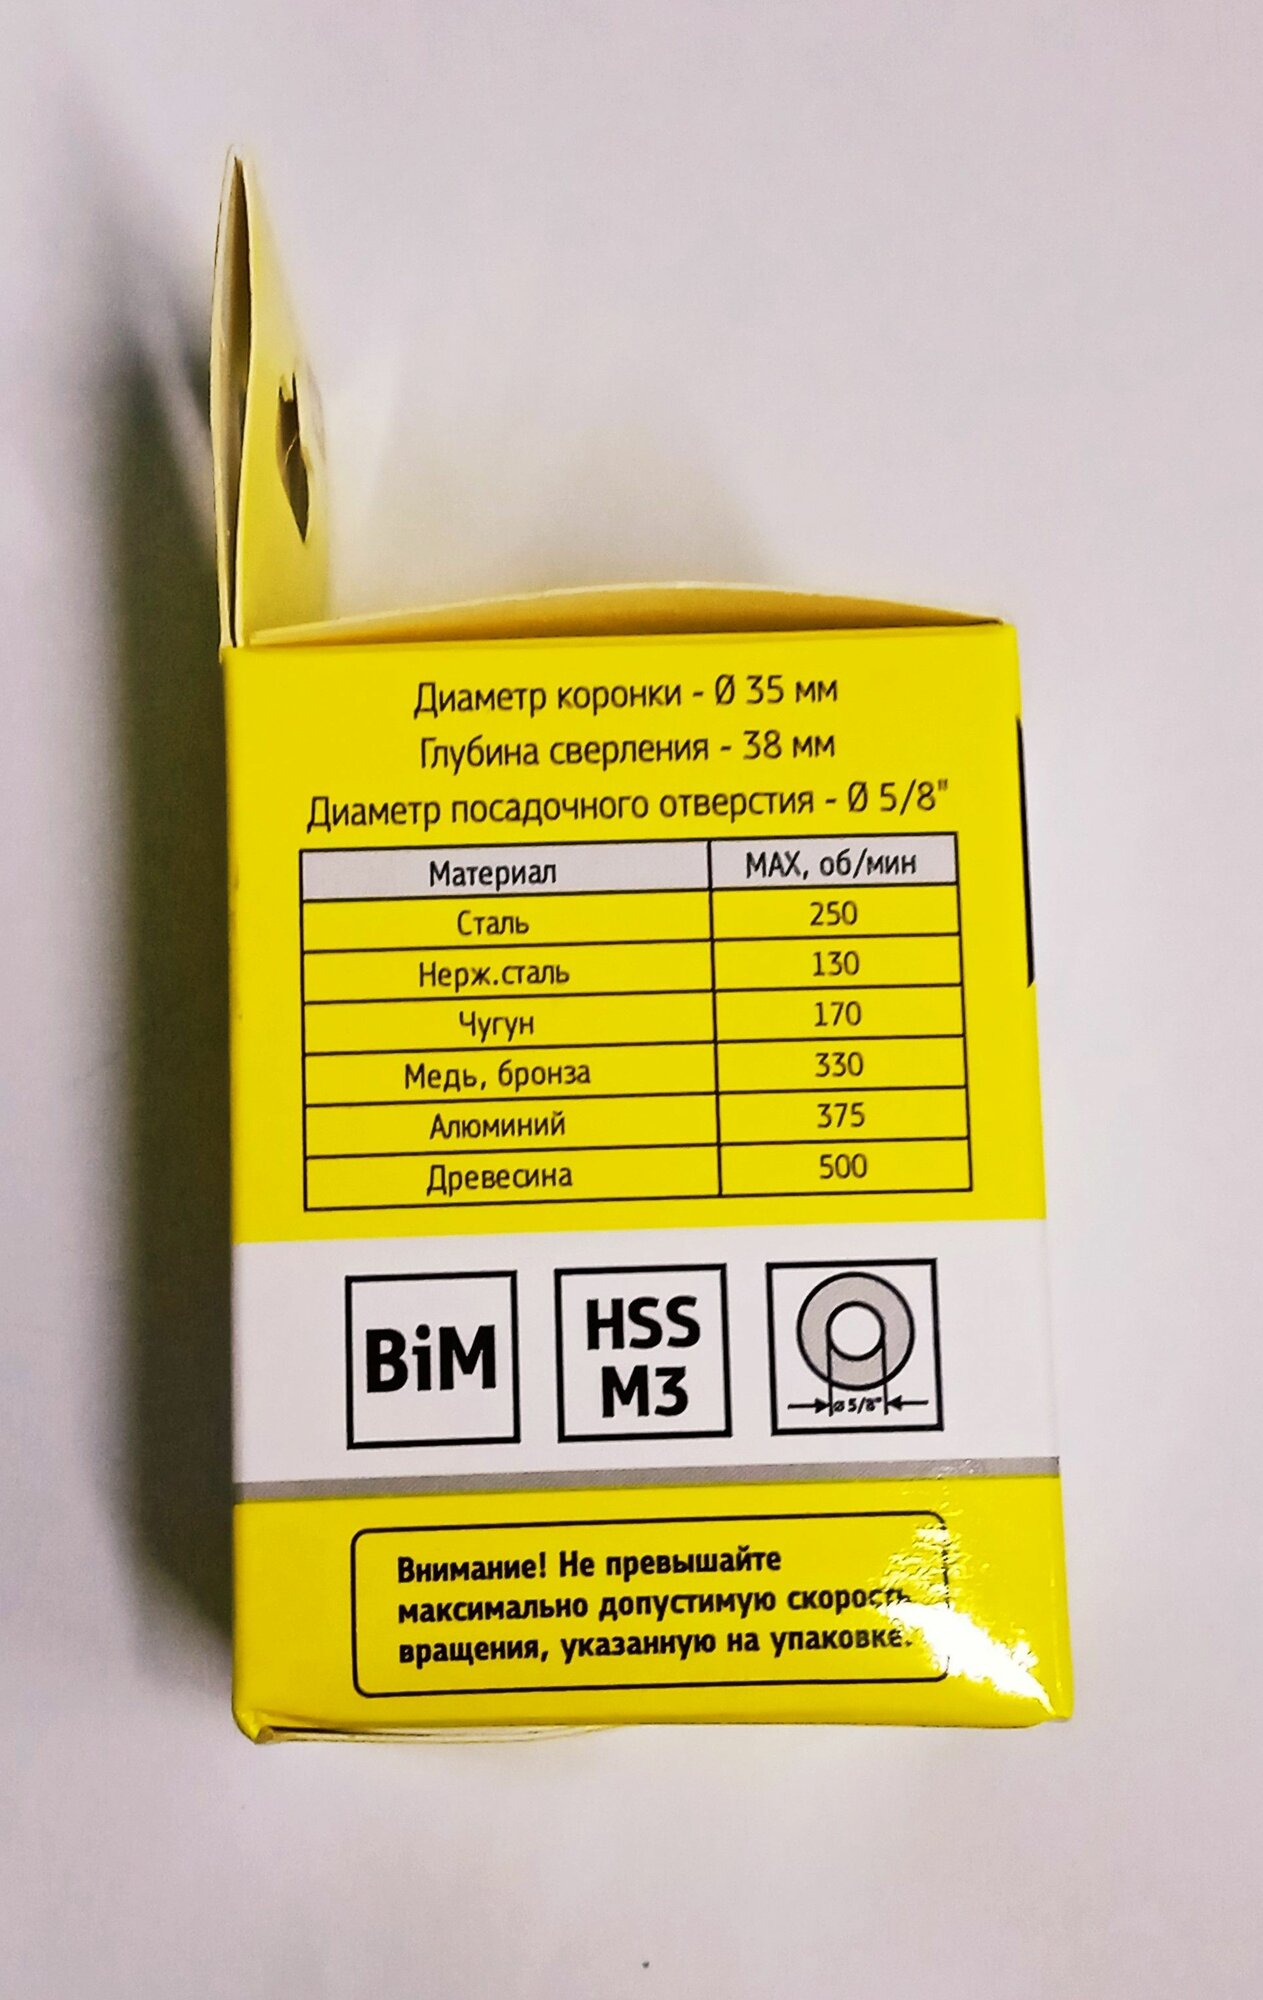 Диаметр коронки - Ø 35 мм
Глубина сверления - 38 мм
Диаметр посадочного отверстия - Ø 5/8"
Материал MAX, об/мин
Сталь 250
Нерж.сталь 130
Чугун 170
Медь, бронза 330
Алюминий 375
Древесина 500
BiM
HSS
M3
ø 5/8"
Внимание! Не превышайте
максимально допустимую скорость
вращения, указанную на упаковке.